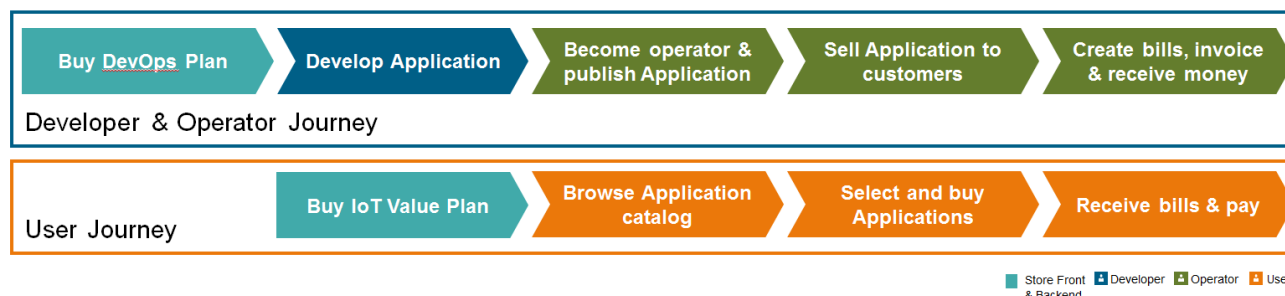 Buy DevOps Plan
Develop Application
Become operator &
publish Application
Sell Application to
customers
Create bills, invoice
& receive money
Developer & Operator Journey
Buy IoT Value Plan
Browse Application
catalog
Select and buy
Applications
Receive bills & pay
User Journey
Store Front
& Backend
Developer
Operator
Use